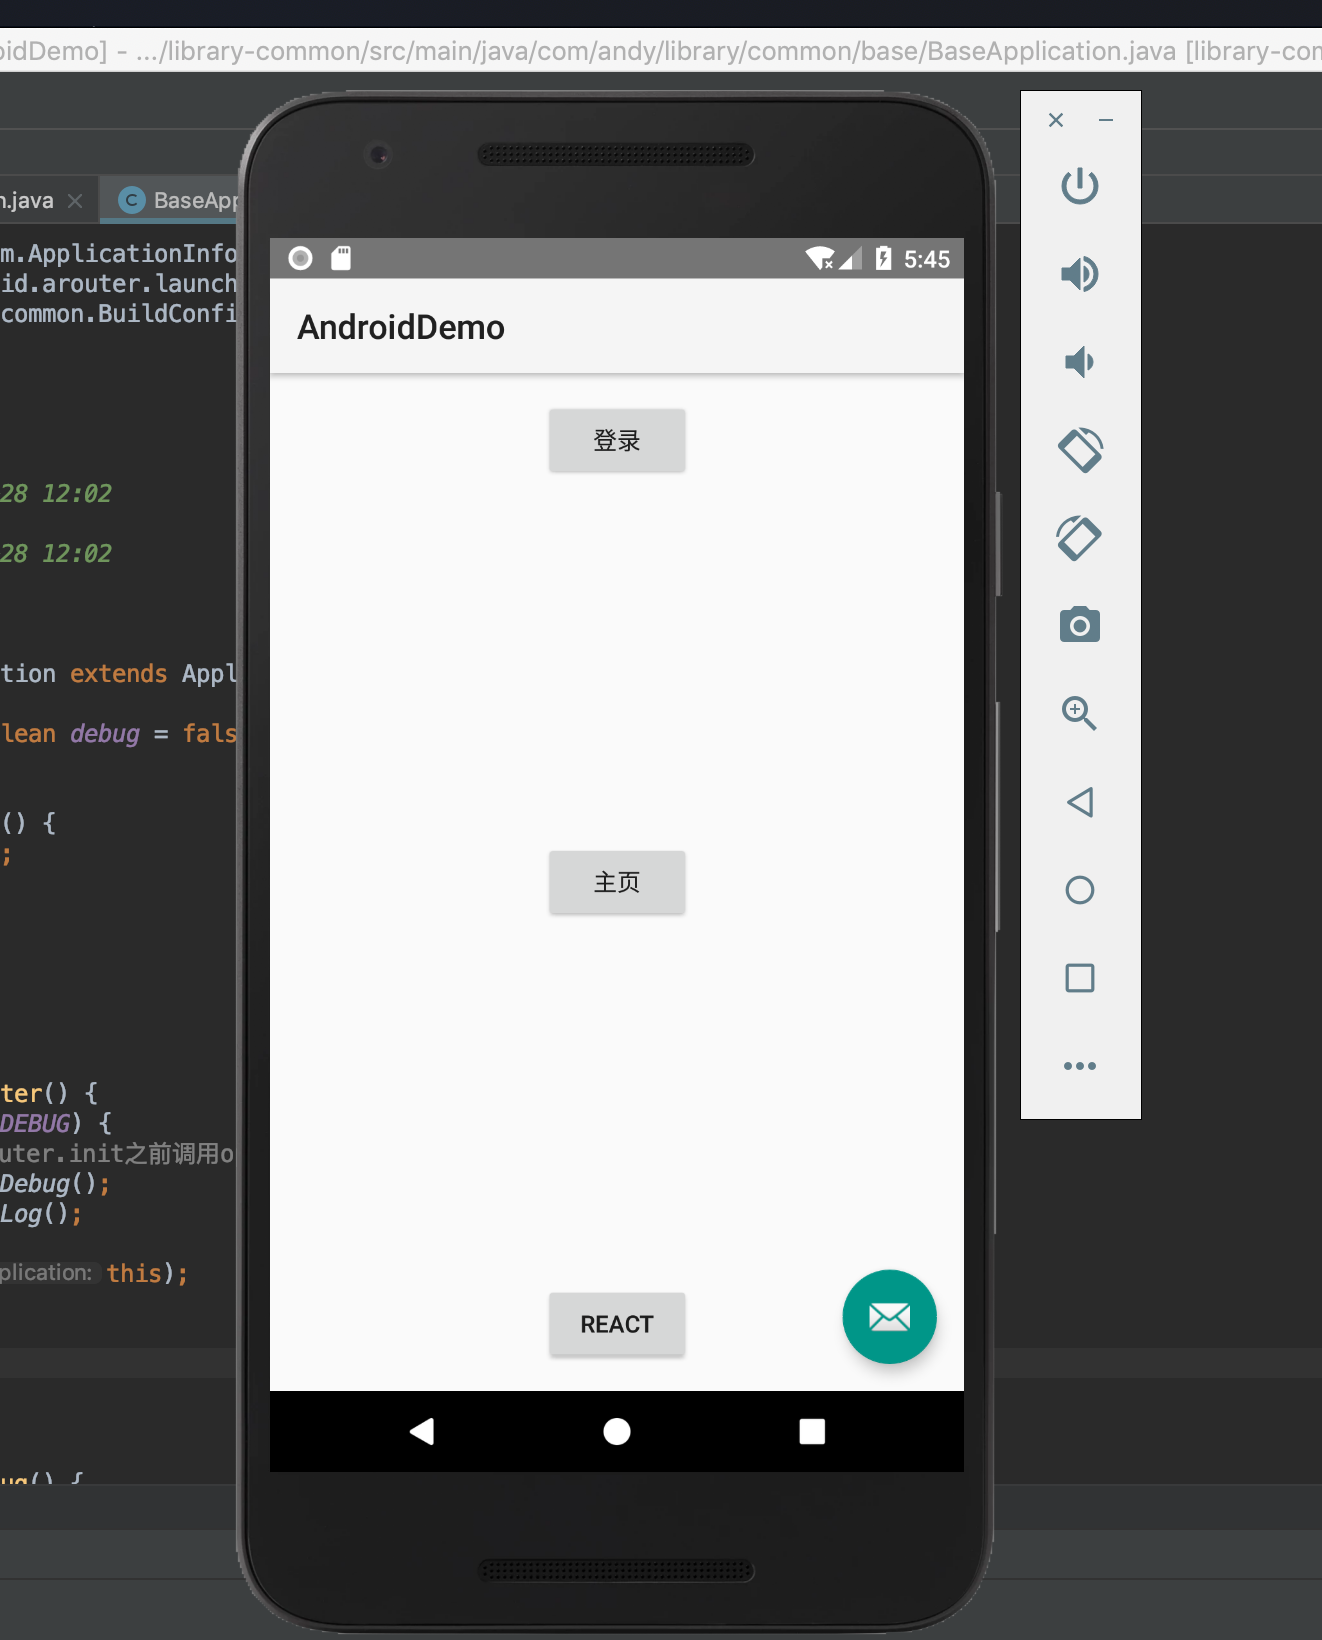 oidDemo] - .../library-common/src/main/java/com/andy/library/common/base/BaseApplication.java [library-com
n.java
C BaseApp
m.ApplicationInfo
id.arouter.launch
common.BuildConfi
28 12:02
28 12:02
tion extends Appl
lean debug = fals
() {
;
ter() {
DEBUG) {
uter.init之前调用o
Debug();
Log();
plication: this);
ug() {
5:45
AndroidDemo
登录
主页
REACT